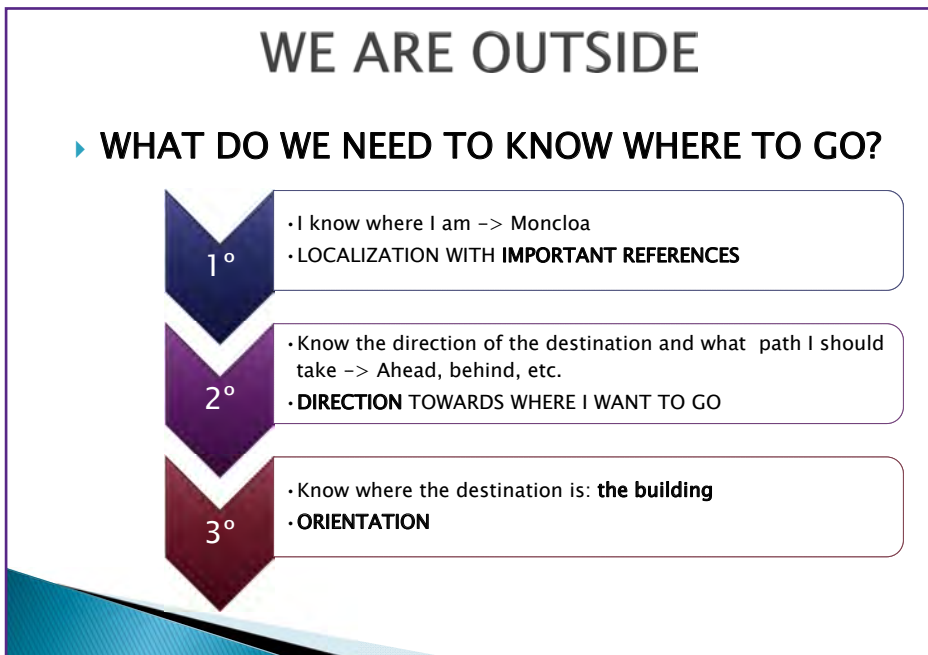 WE ARE OUTSIDE
WHAT DO WE NEED TO KNOW WHERE TO GO?
1º
•I know where I am –> Moncloa
•LOCALIZATION WITH IMPORTANT REFERENCES
2º
•Know the direction of the destination and what path I should
take –> Ahead, behind, etc.
•DIRECTION TOWARDS WHERE I WANT TO GO
3º
•Know where the destination is: the building
•ORIENTATION